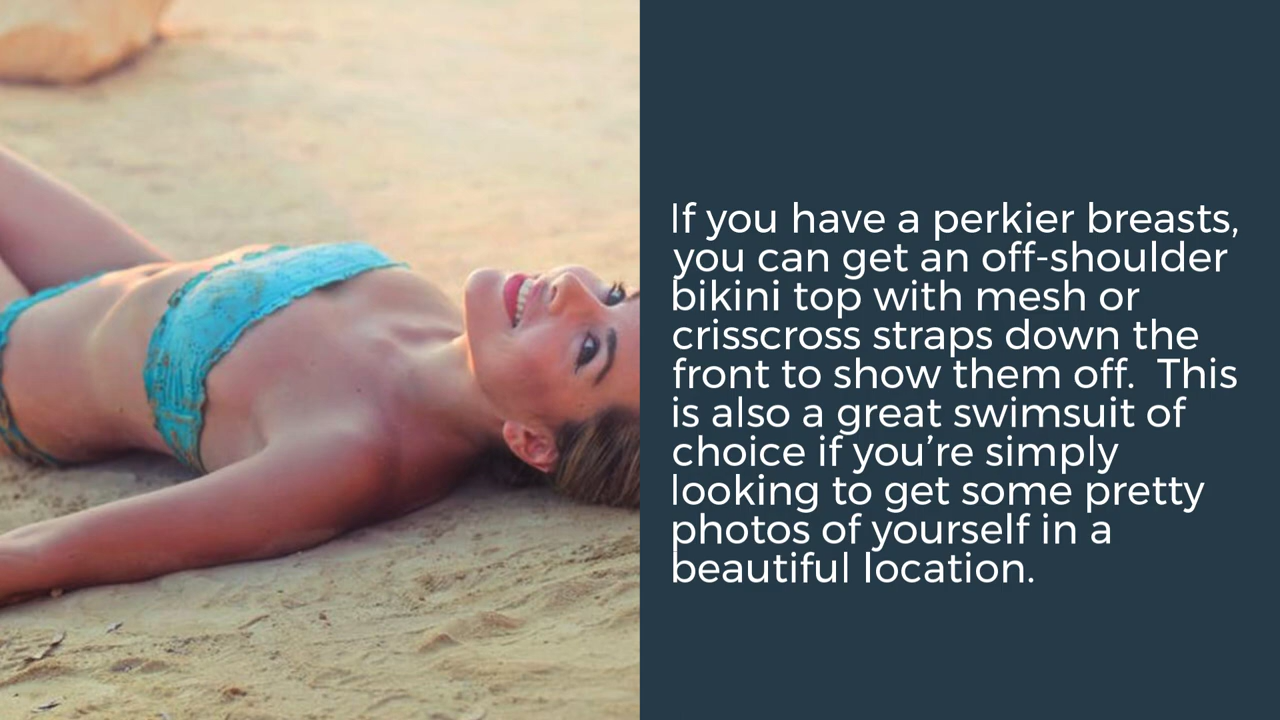 If you have a perkier breasts,
you can get an off-shoulder
bikini top with mesh or
crisscross straps down the
front to show them off.  This
is also a great swimsuit of
choice if you’re simply
looking to get some pretty
photos of yourself in a
beautiful location.